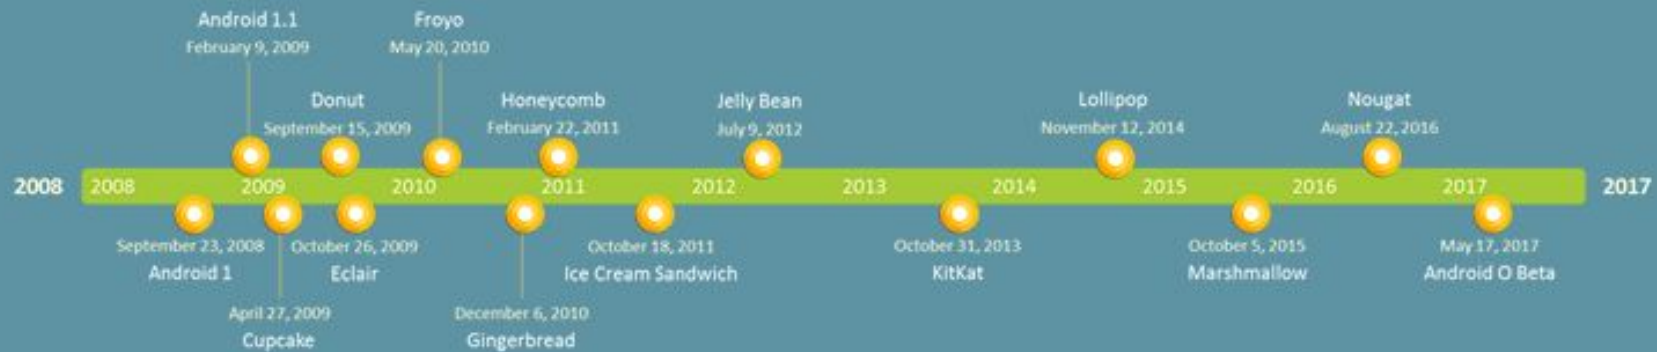 Android 1.1
February 9, 2009
Froyo
May 20, 2010
Donut
September 15, 2009
Honeycomb
February 22, 2011
Jelly Bean
July 9, 2012
Lollipop
November 12, 2014
Nougat
August 22, 2016
2008 2008 2009 2010 2011 2012 2013 2014 2015 2016 2017 2017
September 23, 2008
Android 1
October 26, 2009
Eclair
October 18, 2011
Ice Cream Sandwich
October 31, 2013
KitKat
October 5, 2015
Marshmallow
May 17, 2017
Android O Beta
April 27, 2009
Cupcake
December 6, 2010
Gingerbread